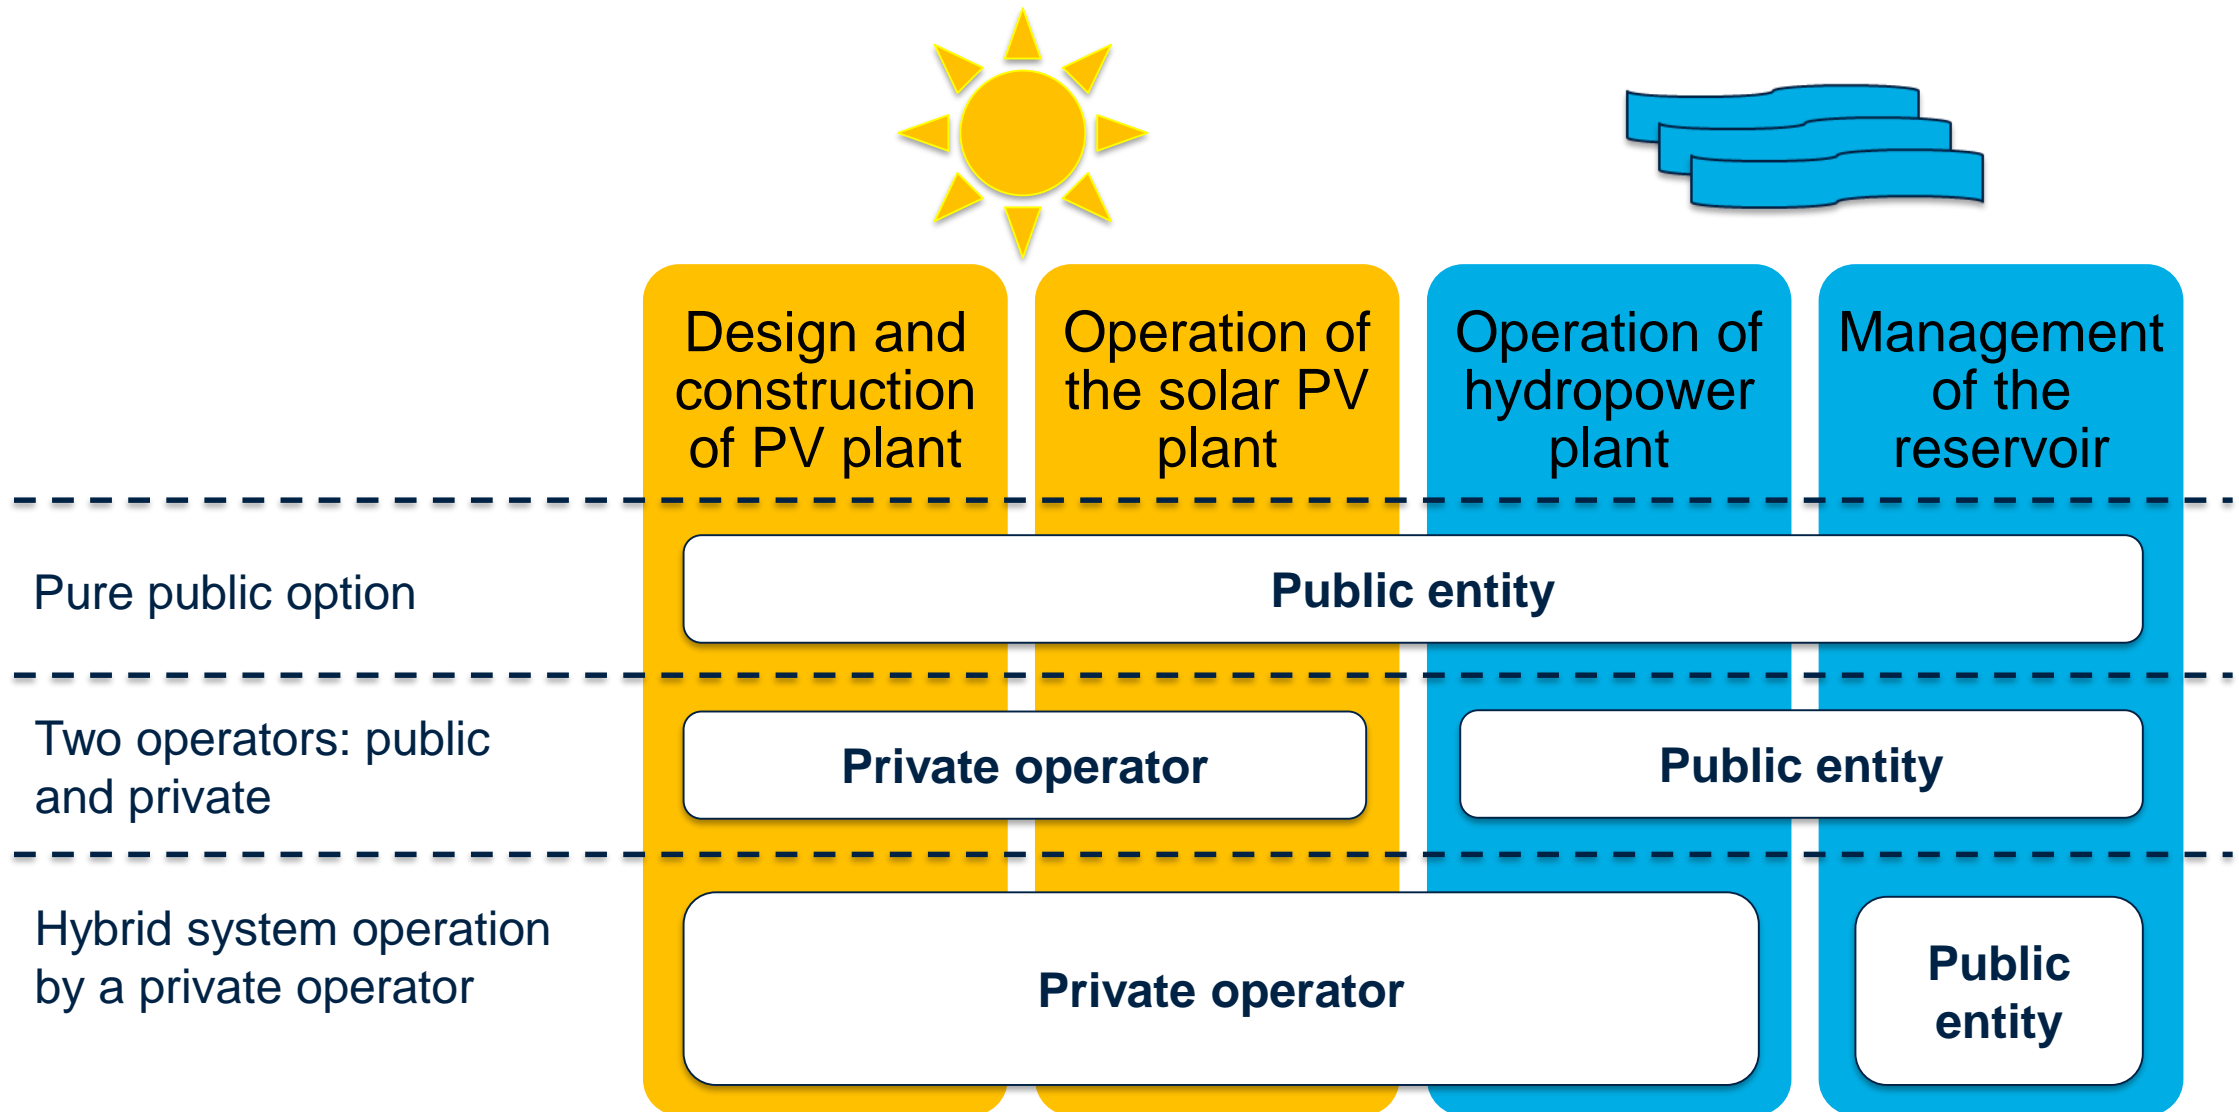 Design and
construction
of PV plant
Operation of
the solar PV
plant
Operation of
hydropower
plant
Management
of the
reservoir
Pure public option
Public entity
Two operators: public
and private
Private operator
Public entity
Hybrid system operation
by a private operator
Private operator
Public
entity